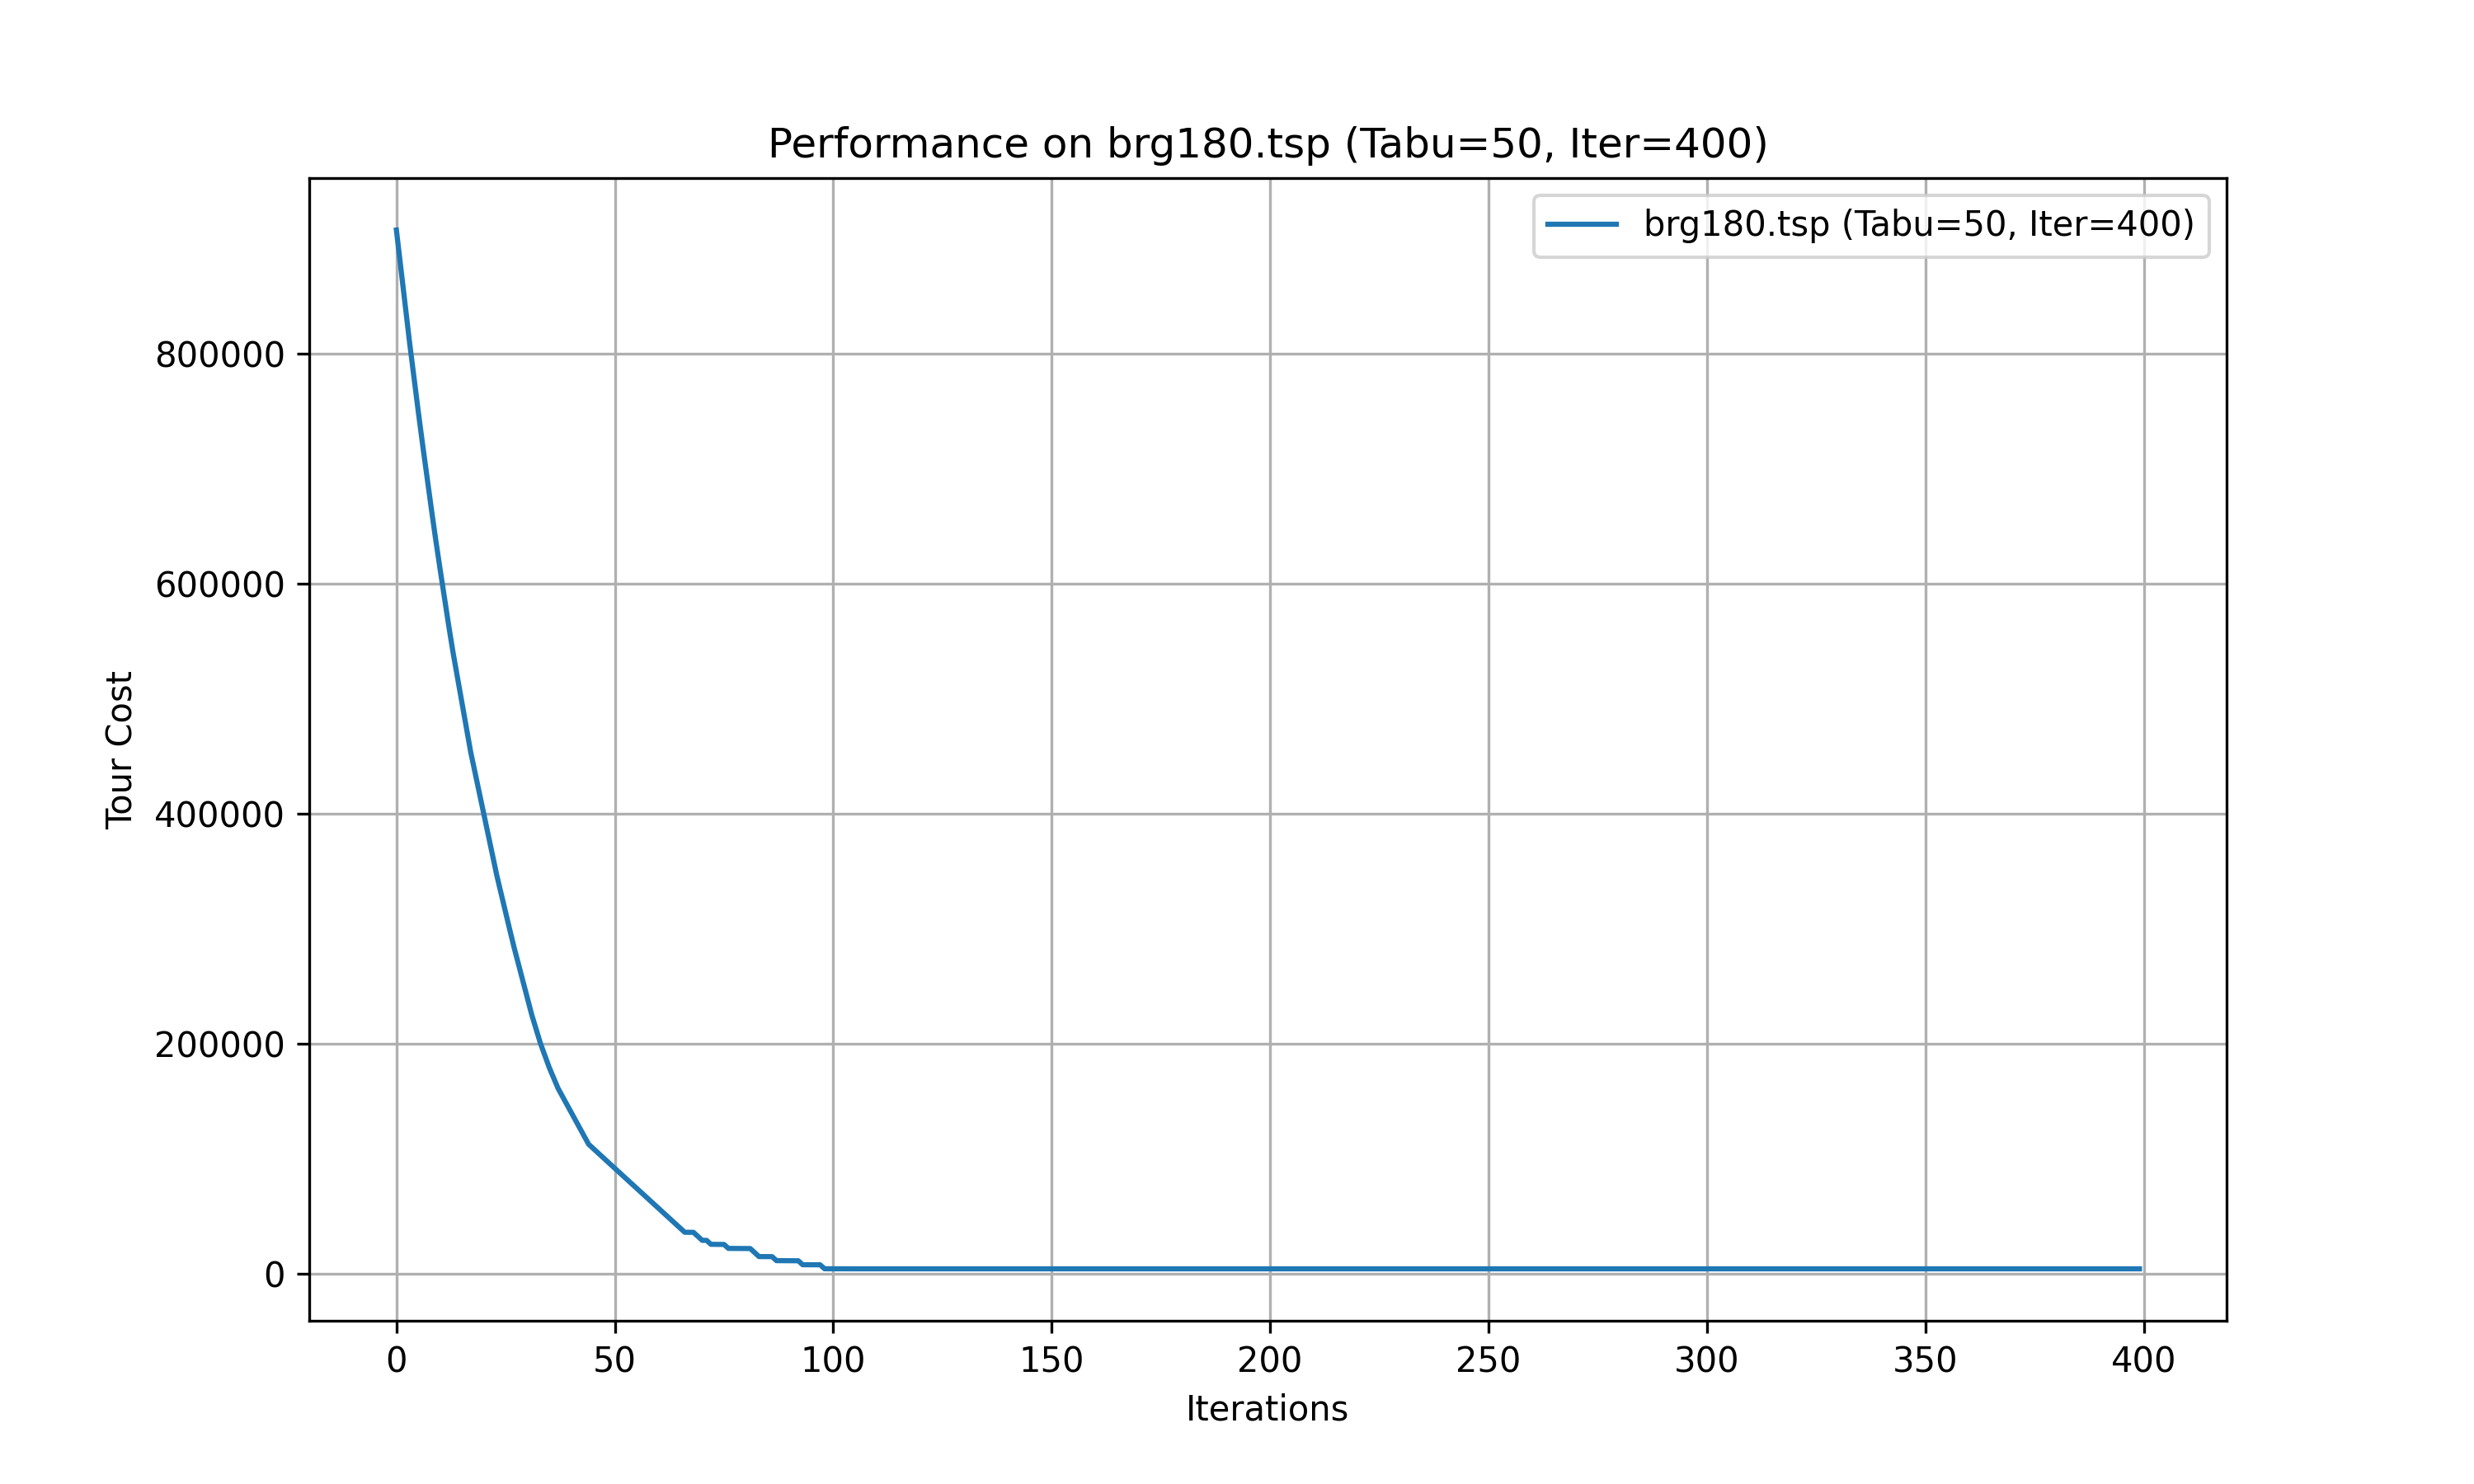 Performance on brg180.tsp (Tabu=50, Iter=400)
brg180.tsp (Tabu=50, Iter=400)
Tour Cost
800000
600000
400000
200000
0
0 50 100 150 200 250 300 350 400
Iterations